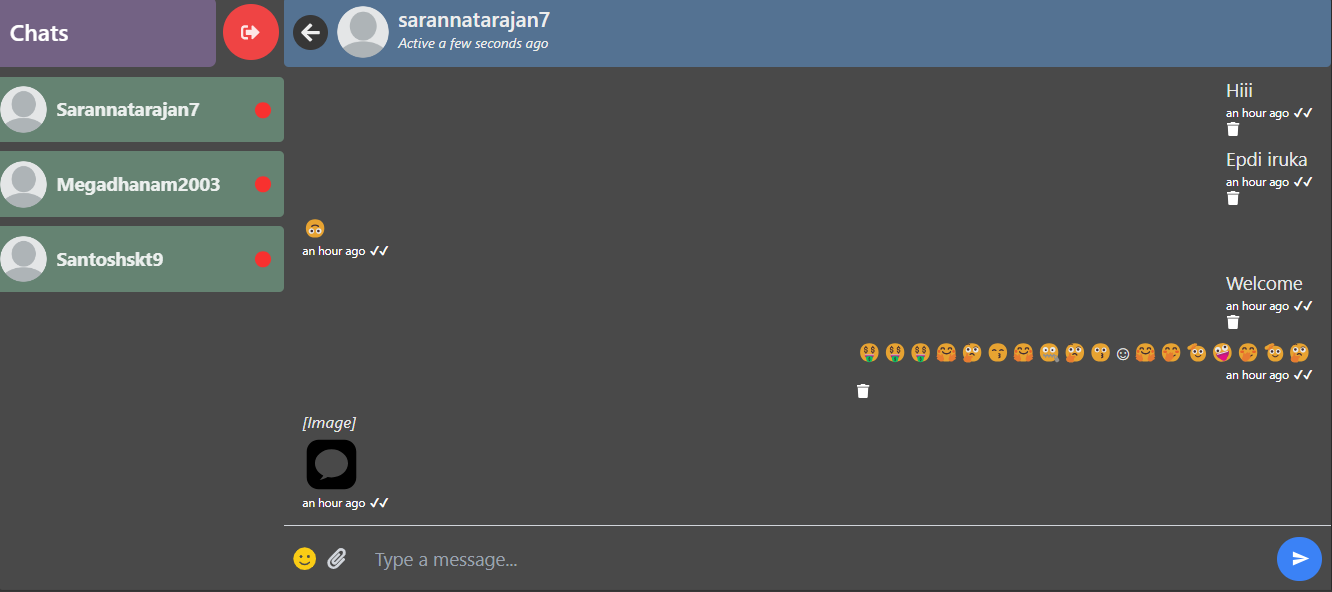 Chats
sarannatarajan7
Active a few seconds ago
Sarannatarajan7
Megadhanam2003
Santoshskt9
Hiii
an hour ago
Epdi iruka
an hour ago
🙃
an hour ago
Welcome
an hour ago
an hour ago
[Image]
an hour ago
Type a message...